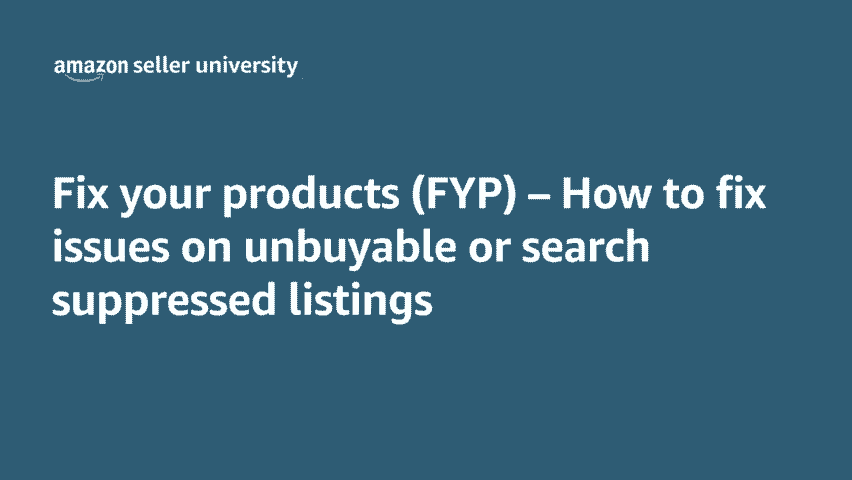 amazon seller university
Fix your products (FYP) – How to fix
issues on unbuyable or search
suppressed listings